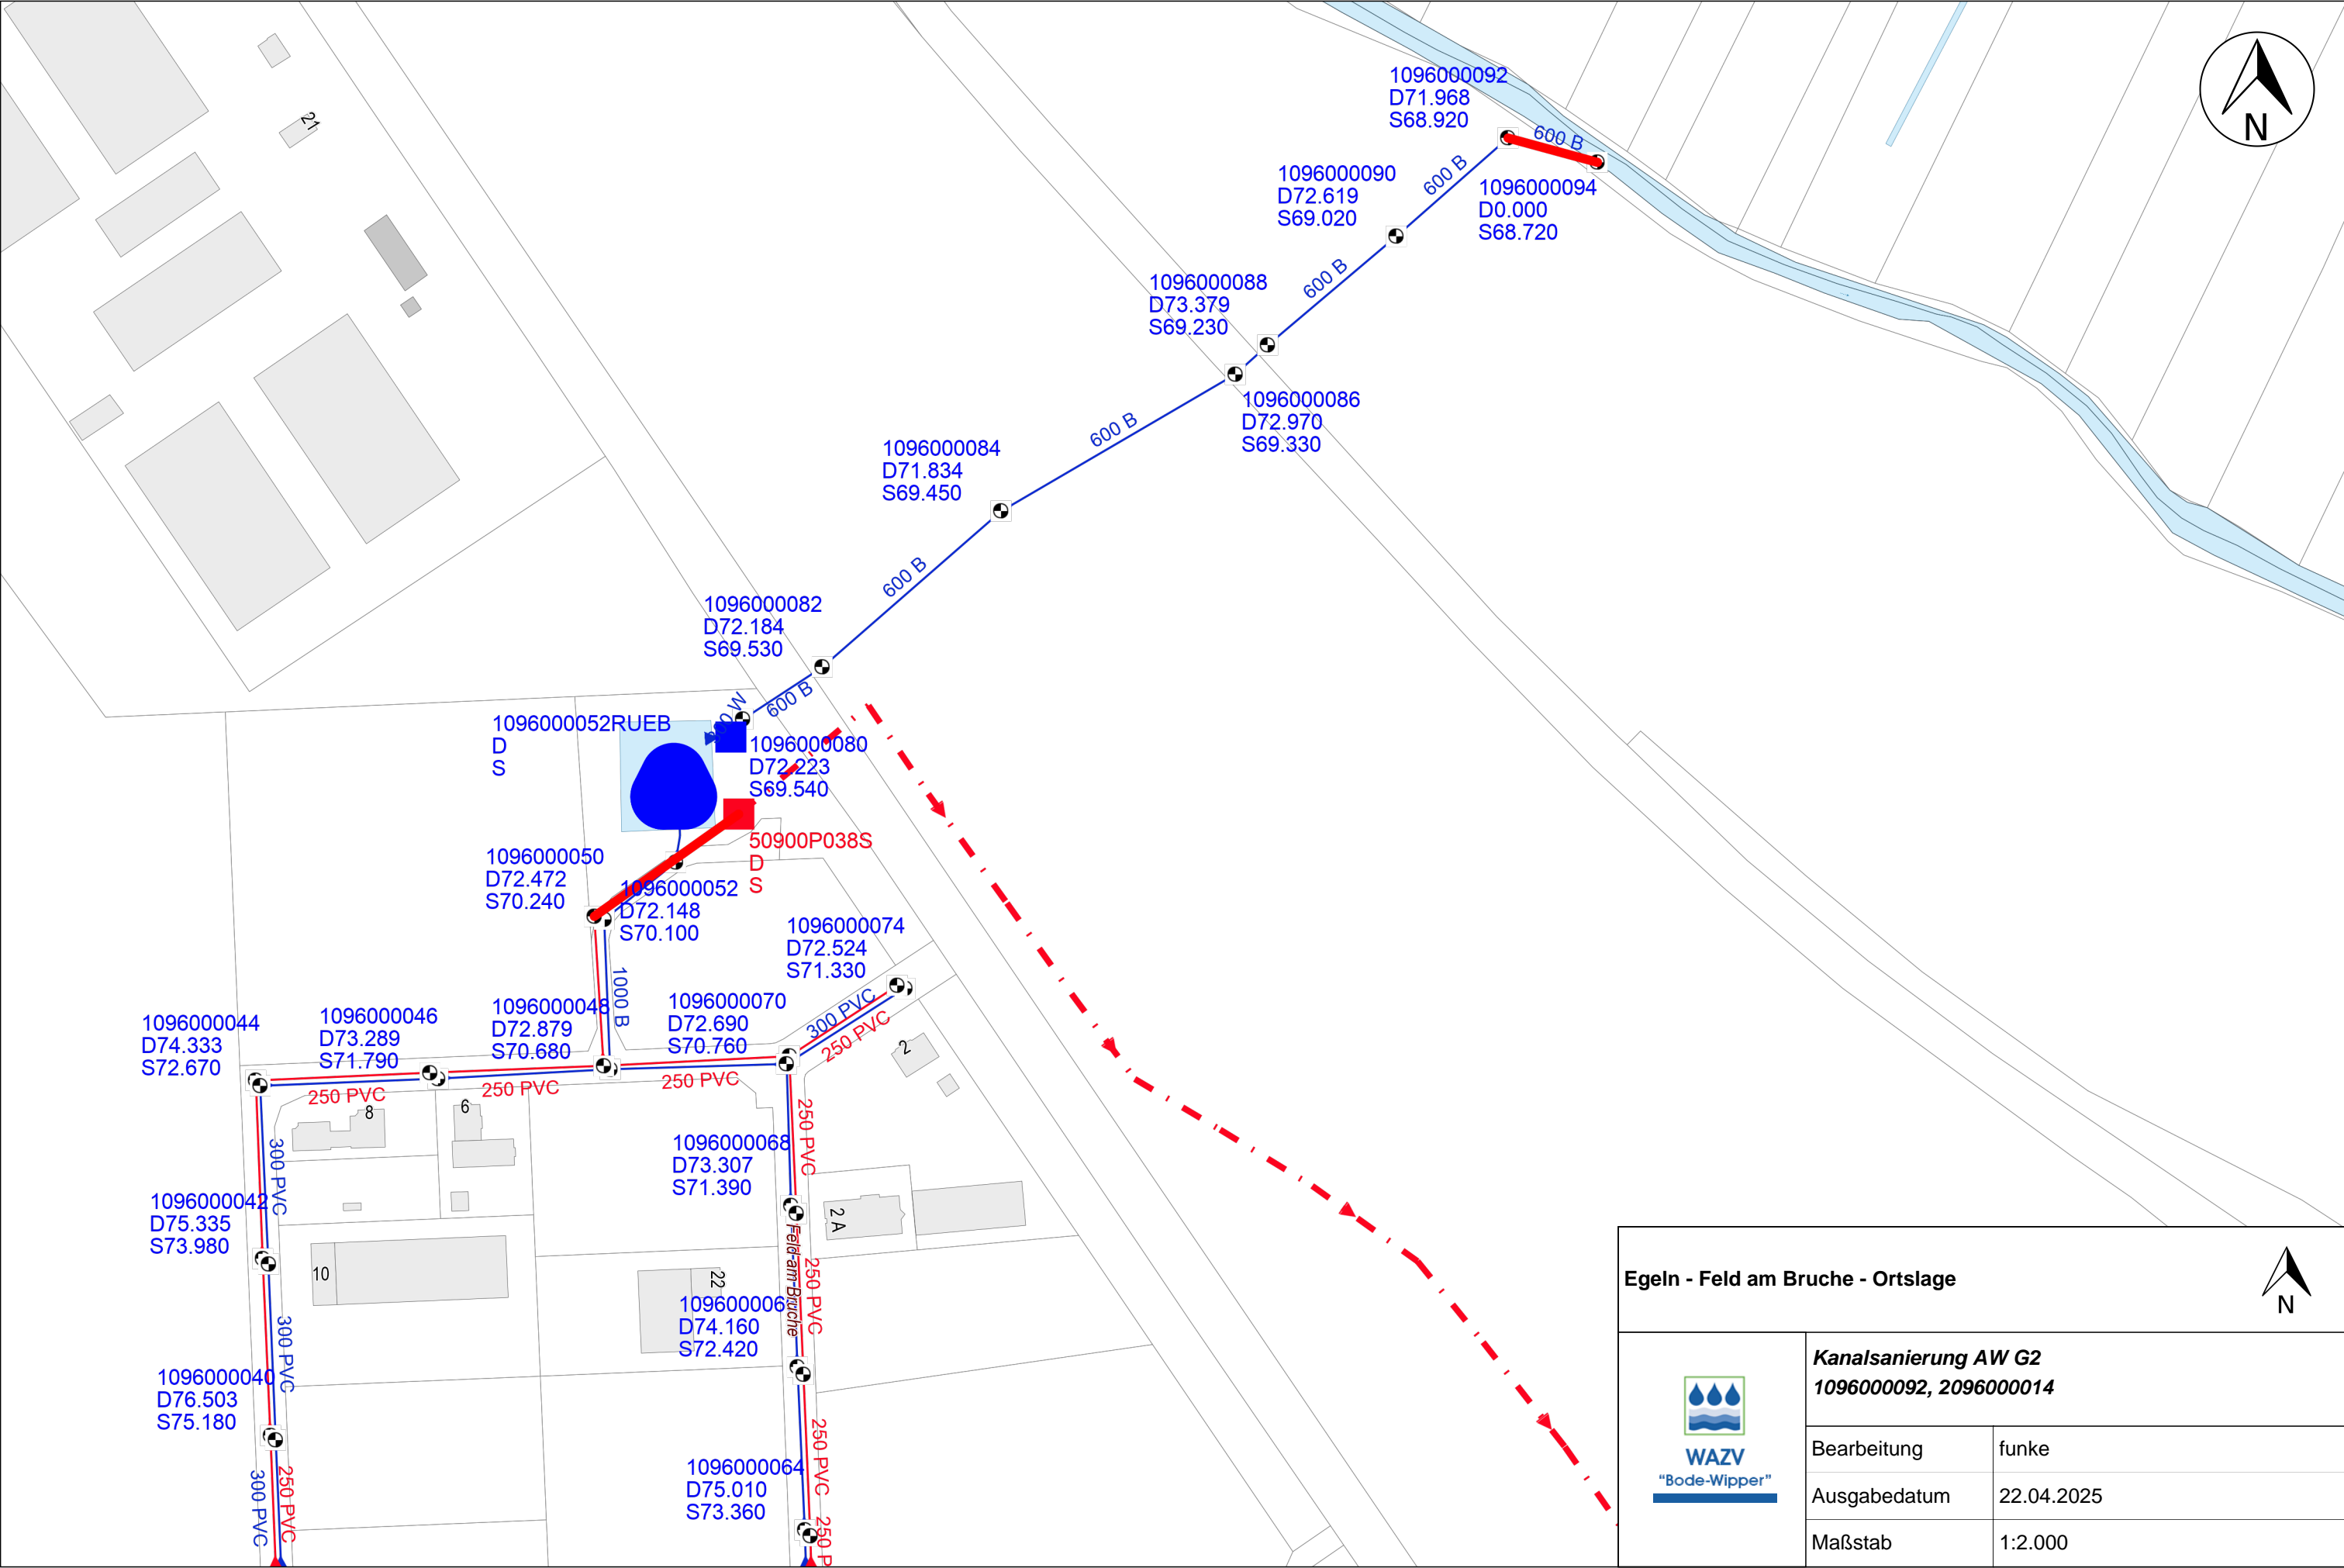 21
1096000092
D71.968
S68.920
N
600 B
1096000090
D72.619
S69.020
600 B
1096000094
D0.000
S68.720
600 B
1096000088
D73.379
S69.230
1096000086
D72.970
S69.330
600 B
1096000084
D71.834
S69.450
600 B
1096000082
D72.184
S69.530
600 B
1096000052RUEB
D
S
1096000080
D72.223
S69.540
50900P038S
D
S
1096000050
D72.472
S70.240
1096000052
D72.148
S70.100
1096000074
D72.524
S71.330
1000 B
300 PVC
250 PVC
1096000044
D74.333
S72.670
1096000046
D73.289
S71.790
1096000048
D72.879
S70.680
1096000070
D72.690
S70.760
250 PVC
250 PVC
250 PVC
2
8
6
300 PVC
250 PVC
1096000068
D73.307
S71.390
1096000042
D75.335
S73.980
2 A
10
22
Feld-am-Bruche
250 PVC
D74.160
S72.420
300 PVC
1096000040
D76.503
S75.180
250 PVC
300 PVC
250 PVC
1096000064
D75.010
S73.360
250 P
Egeln - Feld am Bruche - Ortslage
N
Kanalsanierung AW G2
1096000092, 2096000014
WAZV
"Bode-Wipper"
Bearbeitung funke
Ausgabedatum 22.04.2025
Maßstab 1:2.000